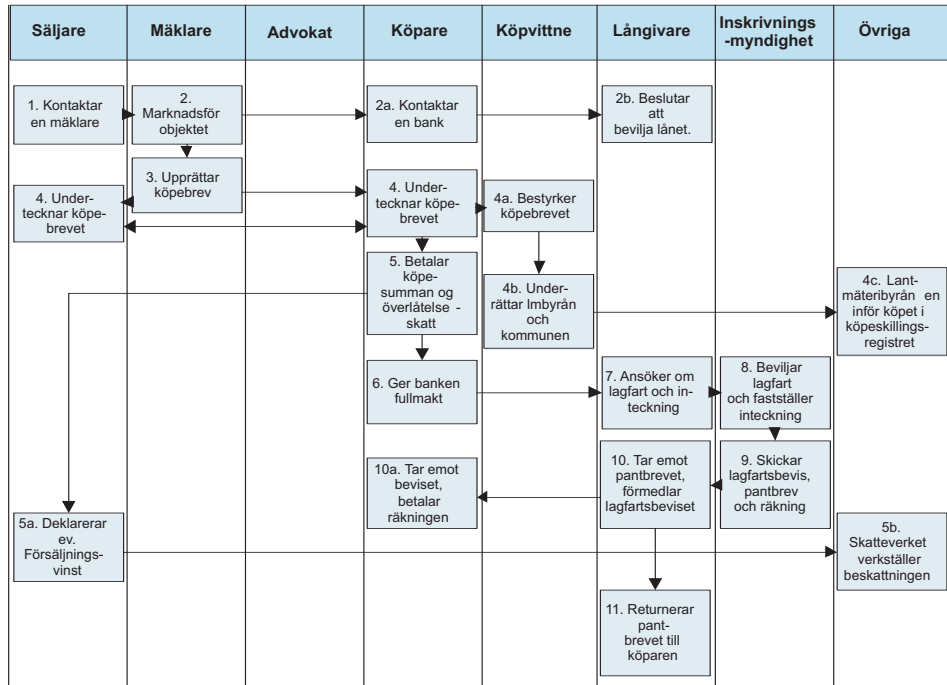 Säljare
Mäklare
Advokat
Köpare
Köpvittne
Långivare
Inskrivnings
-myndighet
Övriga
1. Kontaktar
en mäklare
2.
Marknadsför
objektet
2a. Kontaktar
en bank
2b. Beslutar
att
bevilja lånet.
3. Upprättar
köpebrev
4. Under-
tecknar köpe-
brevet
4. Under-
tecknar köpe-
brevet
4a. Bestyrker
köpebrevet
5. Betalar
köpe-
summan og
överlåtelse -
skatt
4b. Under-
rättar lmbyrån
och
kommunen
4c. Lant-
mäteribyrån en
inför köpet i
köpeskillings-
registret
6. Ger banken
fullmakt
7. Ansöker om
lagfart och in-
teckning
8. Beviljar
lagfart
och fastställer
inteckning
10a. Tar emot
beviset,
betalar
räkningen
10. Tar emot
pantbrevet,
förmedlar
lagfartsbeviset
9. Skickar
lagfartsbevis,
pantbrev
och räkning
5a. Deklarerar
ev.
Försäljnings-
vinst
5b.
Skatteverket
verkställer
beskattningen
11. Returnerar
pant-
brevet till
köparen